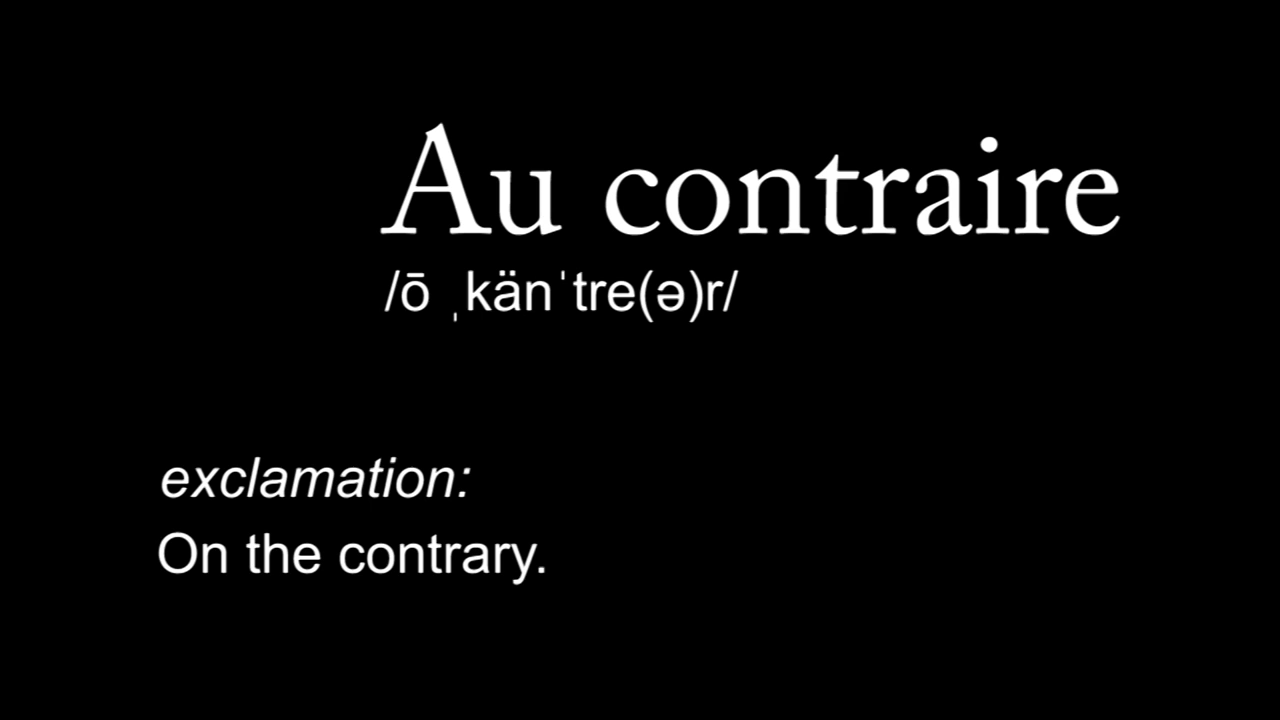 Au contraire
/ō ˌkänˈtre(ə)r/
exclamation:
On the contrary.